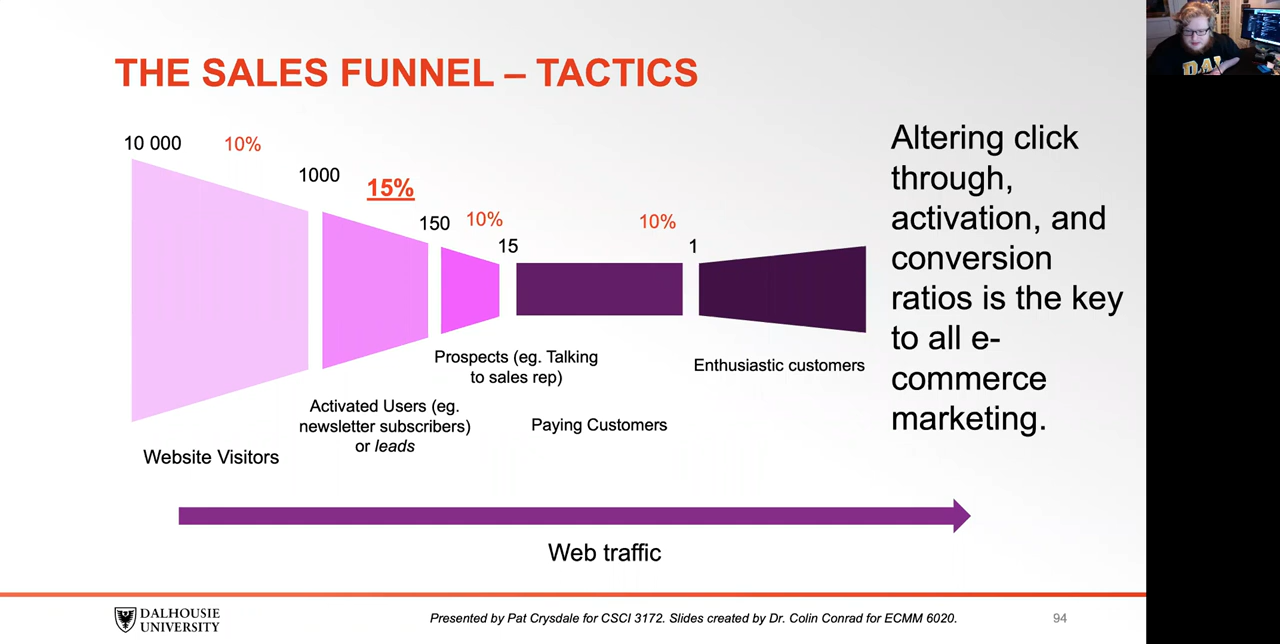 THE SALES FUNNEL – TACTICS
10 000
10%
1000
15%
150
10%
15
10%
1
Altering click
through,
activation, and
conversion
ratios is the key
to all e-
commerce
marketing.
Prospects (eg. Talking
to sales rep)
Enthusiastic customers
Activated Users (eg.
newsletter subscribers)
or leads
Paying Customers
Website Visitors
Web traffic
DALHOUSIE
UNIVERSITY
Presented by Pat Crysdale for CSCI 3172. Slides created by Dr. Colin Conrad for ECMM 6020.
94